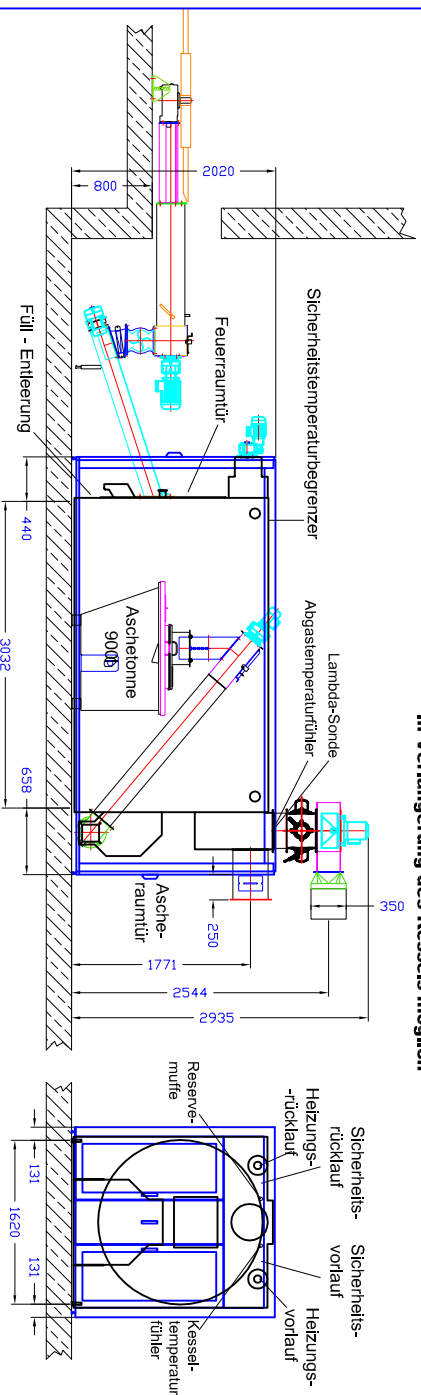 in Verlängerung des Kessels möglich
Sicherheitstemperaturbegrenzer
Feuerraumtür
Füll - Entleerung
2020
800
440
3032
658
Aschetonne
900l
Lambda-Sonde
Abgastemperaturfühler
Asche-
raumtür
250
350
1771
2544
2935
Sicherheits-
rücklauf
Heizungs-
-rücklauf
Reserve-
muffe
Sicherheits-
vorlauf
Heizungs-
vorlauf
Kessel-
temperatur
fühler
131
1620
131